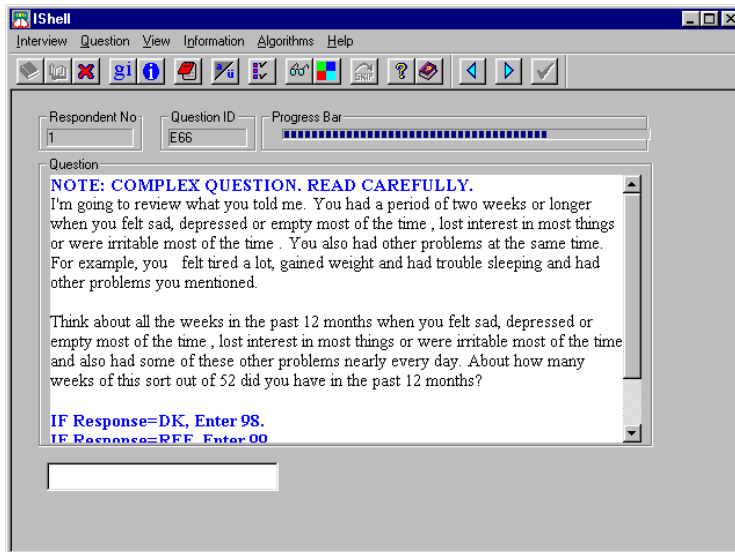 IShell
Interview Question View Information Algorithms Help
gi i a/ü SKIP ?
Respondent No Question ID Progress Bar
1 E66
Question
NOTE: COMPLEX QUESTION. READ CAREFULLY.
I'm going to review what you told me. You had a period of two weeks or longer
when you felt sad, depressed or empty most of the time , lost interest in most things
or were irritable most of the time . You also had other problems at the same time.
For example, you felt tired a lot, gained weight and had trouble sleeping and had
other problems you mentioned.
Think about all the weeks in the past 12 months when you felt sad, depressed or
empty most of the time , lost interest in most things or were irritable most of the time
and also had some of these other problems nearly every day. About how many
weeks of this sort out of 52 did you have in the past 12 months?
IF Response=DK, Enter 98.
IF Response=REF, Enter 99